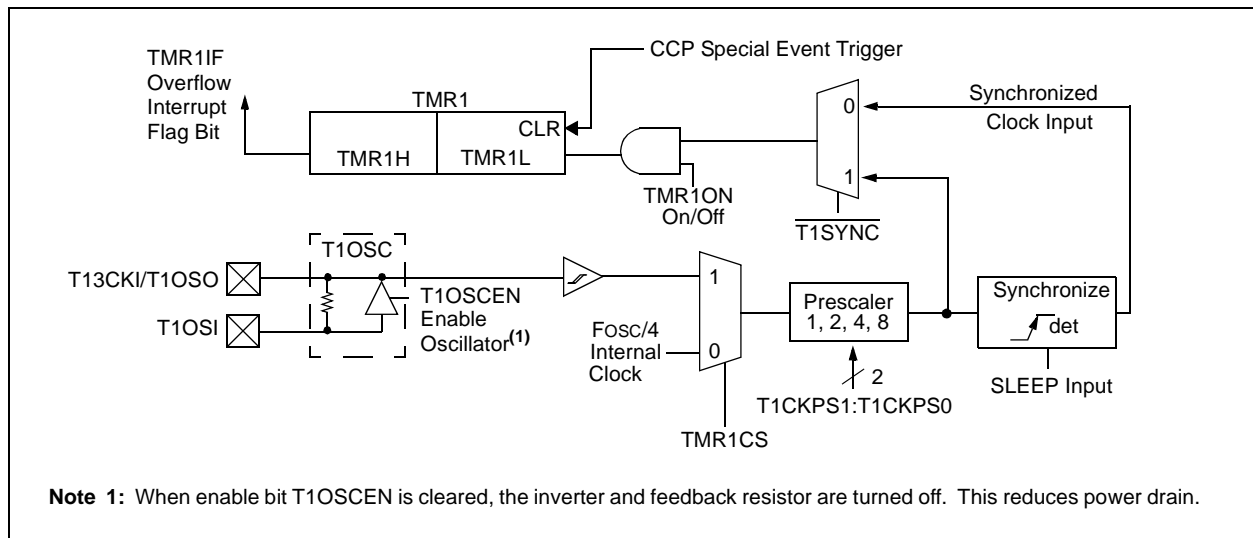 CCP Special Event Trigger
TMR1IF
Overflow
Interrupt
Flag Bit
TMR1
CLR
TMR1H
TMR1L
TMR1ON
On/Off
0
1
T1SYNC
Synchronized
Clock Input
T1OSC
T13CKI/T1OSO
T1OSI
T1OSCEN
Enable
Oscillator(1)
FOSC/4
Internal
Clock
1
0
TMR1CS
Prescaler
1, 2, 4, 8
2
T1CKPS1:T1CKPS0
Synchronize
det
SLEEP Input
Note 1: When enable bit T1OSCEN is cleared, the inverter and feedback resistor are turned off. This reduces power drain.